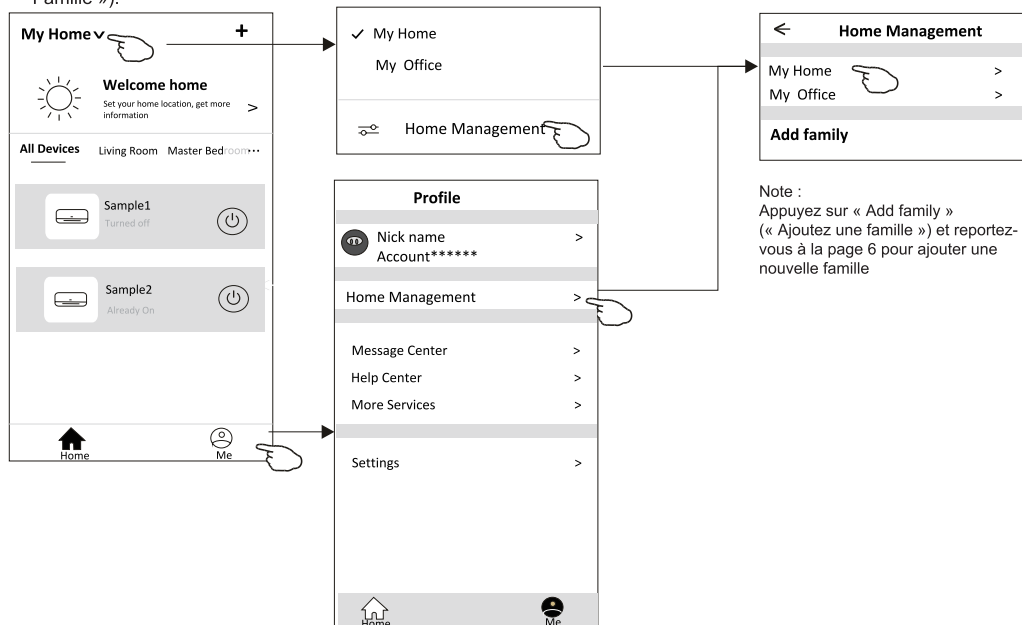 Famille »).
My Home
+
Welcome home
Set your home location, get more
information
>
All Devices Living Room Master Bedroom...
Sample1
Turned off
Sample2
Already On
Home
Me
✓ My Home
My Office
Home Management
Profile
Nick name >
Account******
Home Management >
Message Center >
Help Center >
More Services >
Settings >
Home
Me
Home Management
My Home >
My Office >
Add family
Note :
Appuyez sur « Add family »
(« Ajoutez une famille ») et reportez-
vous à la page 6 pour ajouter une
nouvelle famille